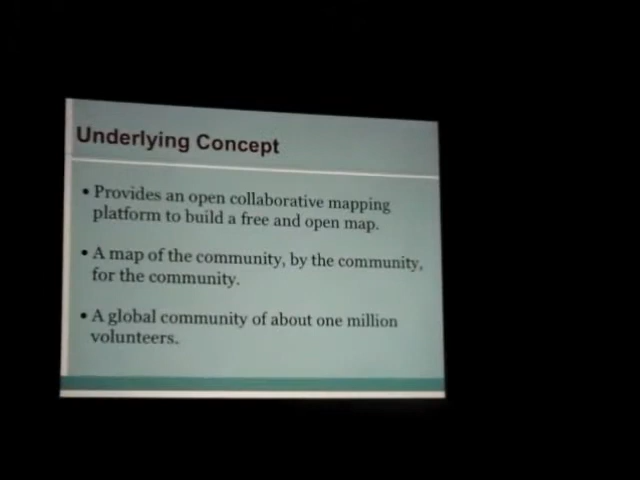 Underlying Concept
• Provides an open collaborative mapping
platform to build a free and open map.
• A map of the community, by the community,
for the community.
• A global community of about one million
volunteers.